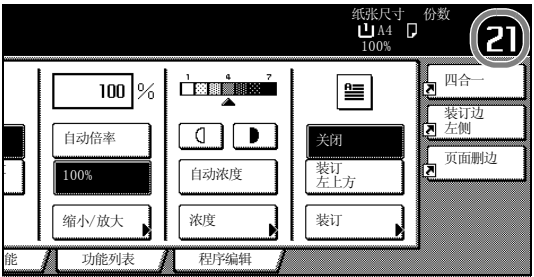 纸张尺寸 份数
A4
100%
21
100 %
1 4 7
四合一
装订边
左侧
页面删边
自动倍率
关闭
100%
自动浓度
装订
左上方
缩小/放大
浓度
装订
能
功能列表
程序编辑